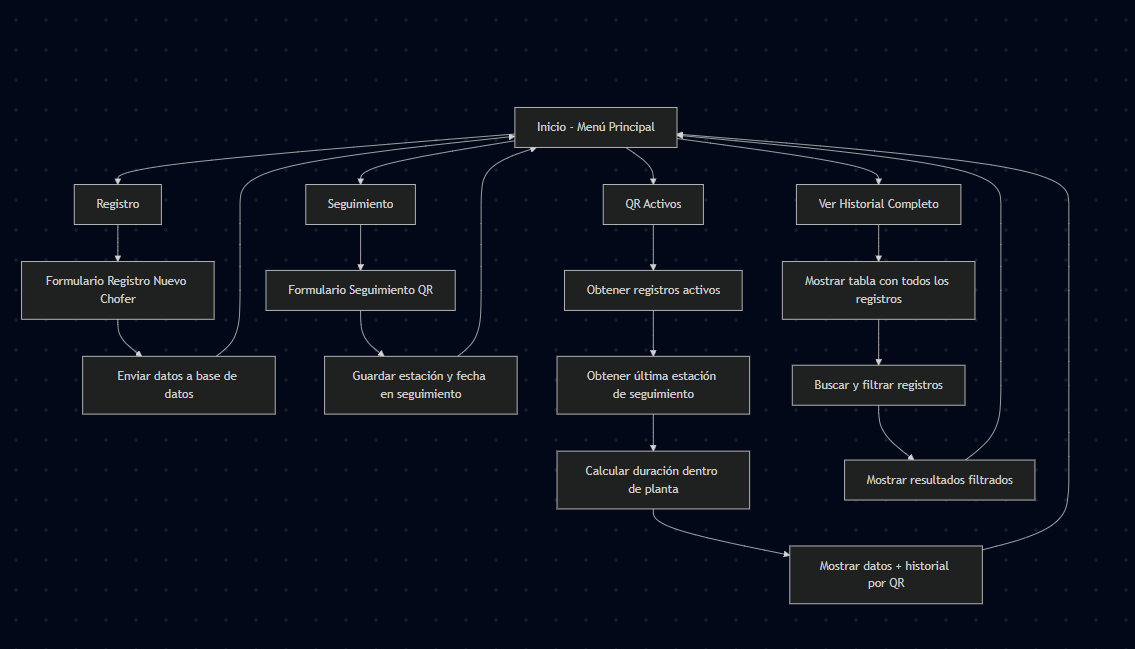 Inicio - Menú Principal
Registro
Seguimiento
QR Activos
Ver Historial Completo
Formulario Registro Nuevo
Chofer
Formulario Seguimiento QR
Obtener registros activos
Mostrar tabla con todos los
registros
Enviar datos a base de
datos
Guardar estación y fecha
en seguimiento
Obtener última estación
de seguimiento
Buscar y filtrar registros
Calcular duración dentro
de planta
Mostrar resultados filtrados
Mostrar datos + historial
por QR